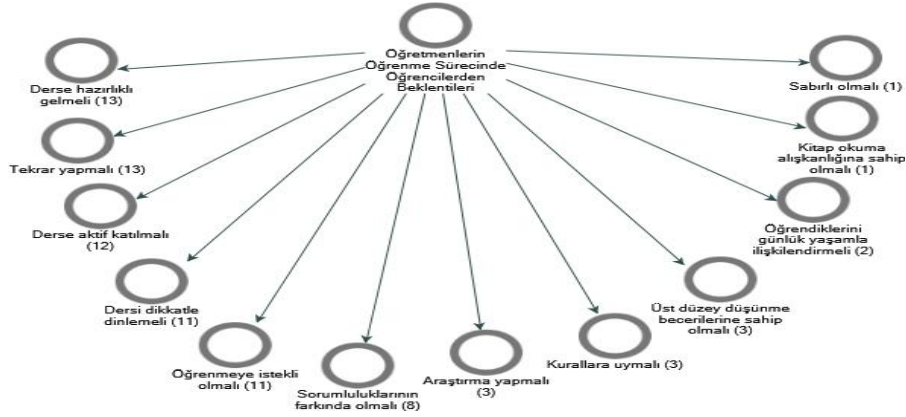 Öğretmenlerin
Öğrenme Sürecinde
Öğrencilerden
Beklentileri
Derse hazırlıklı
gelmeli (13)
Tekrar yapmalı (13)
Derse aktif katılmalı
(12)
Dersi dikkatle
dinlemeli (11)
Öğrenmeye istekli
olmalı (11)
Sorumluluklarının
farkında olmalı (8)
Araştırma yapmalı
(3)
Kurallara uymalı (3)
Üst düzey düşünme
becerilerine sahip
olmalı (3)
Öğrendiklerini
günlük yaşamla
ilişkilendirmeli (2)
Kitap okuma
alışkanlığına sahip
olmalı (1)
Sabırlı olmalı (1)